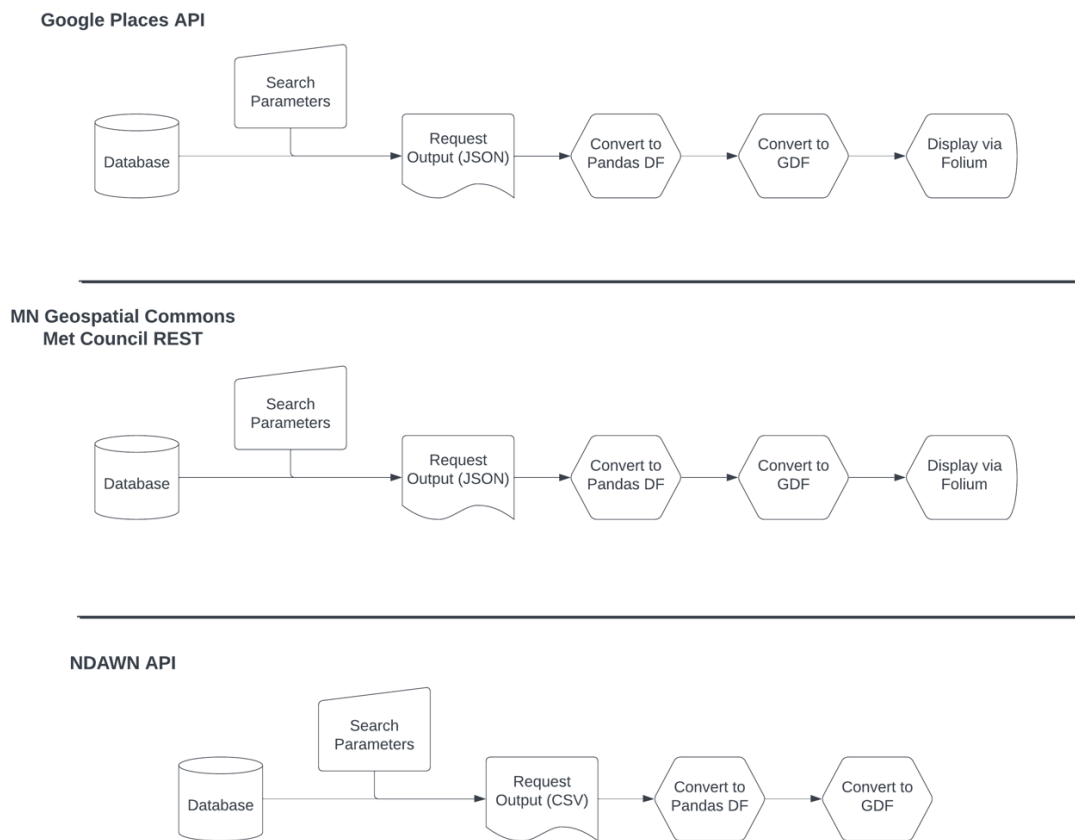 Google Places API
Search
Parameters
Database
Request
Output (JSON)
Convert to
Pandas DF
Convert to
GDF
Display via
Folium
MN Geospatial Commons
Met Council REST
Search
Parameters
Database
Request
Output (JSON)
Convert to
Pandas DF
Convert to
GDF
Display via
Folium
NDAWN API
Search
Parameters
Database
Request
Output (CSV)
Convert to
Pandas DF
Convert to
GDF